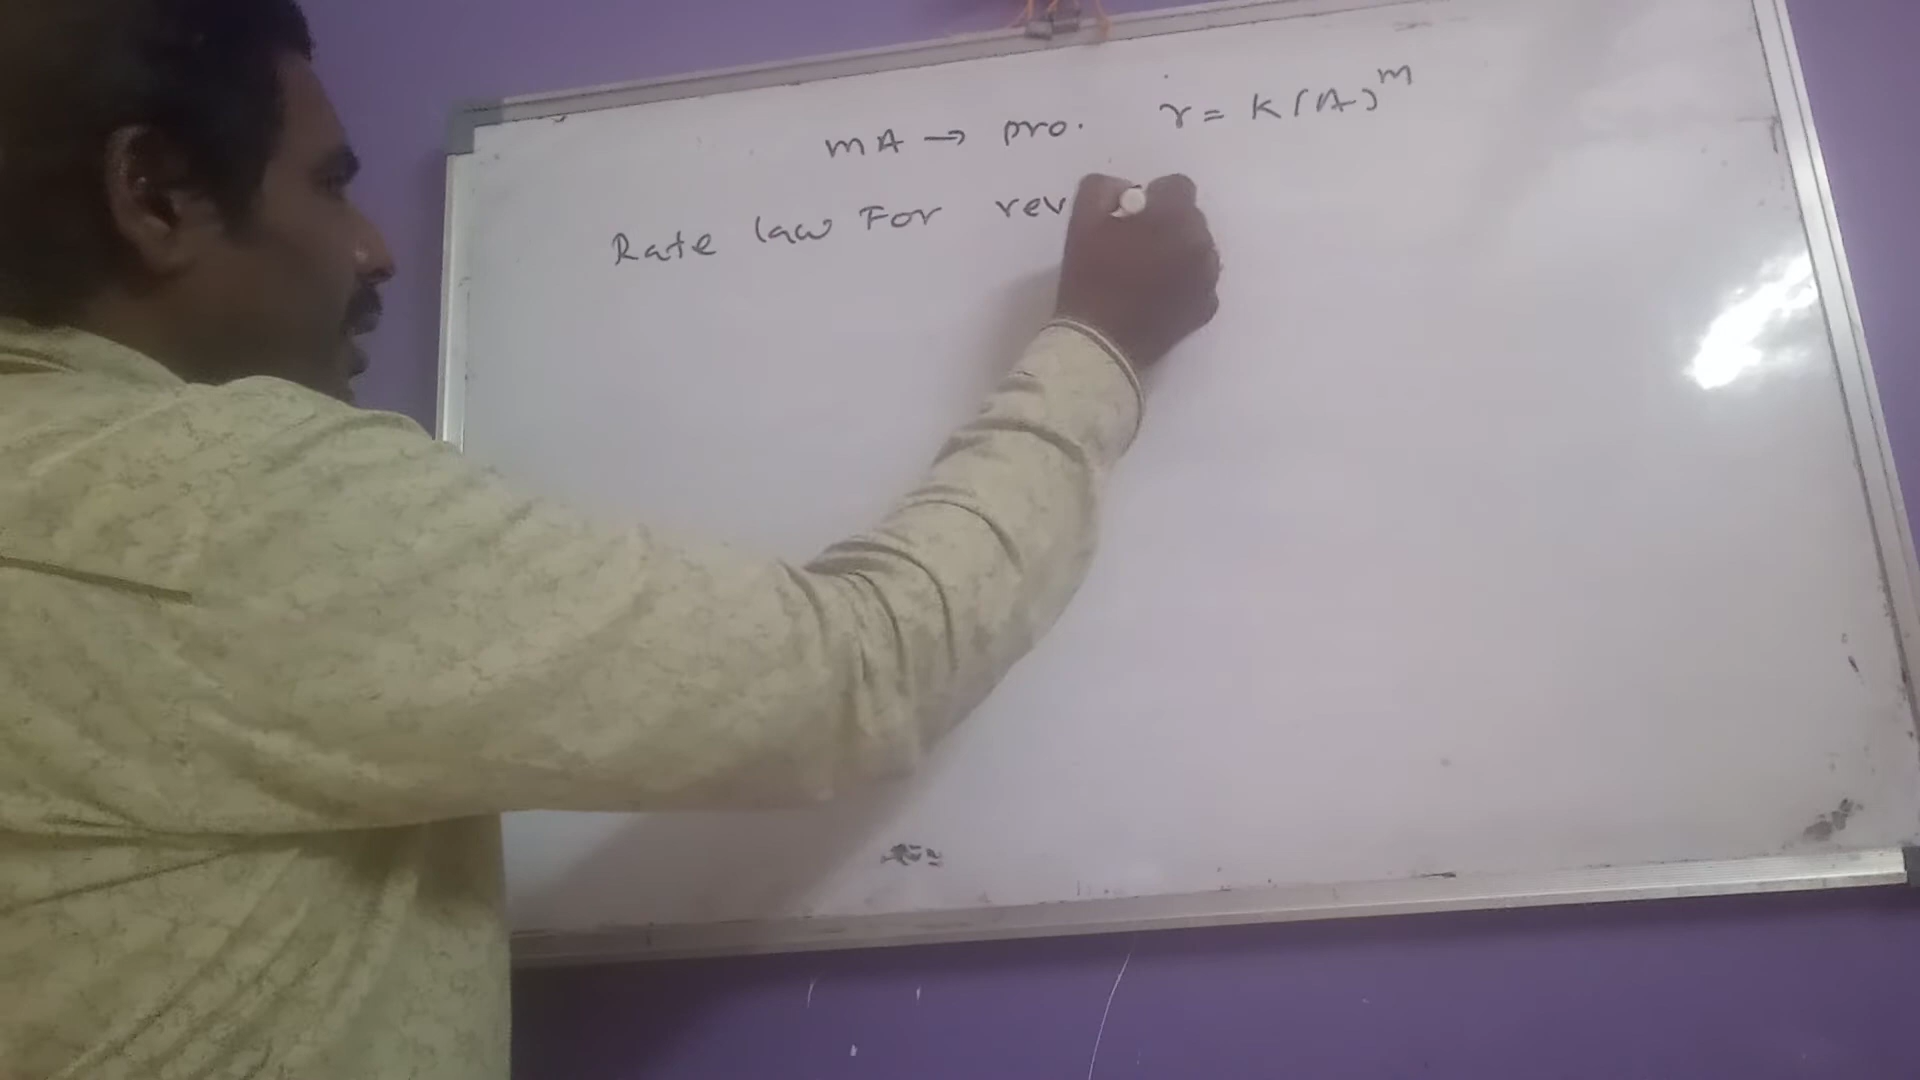 mA → pro. r = K(A)^m
Rate law For rev